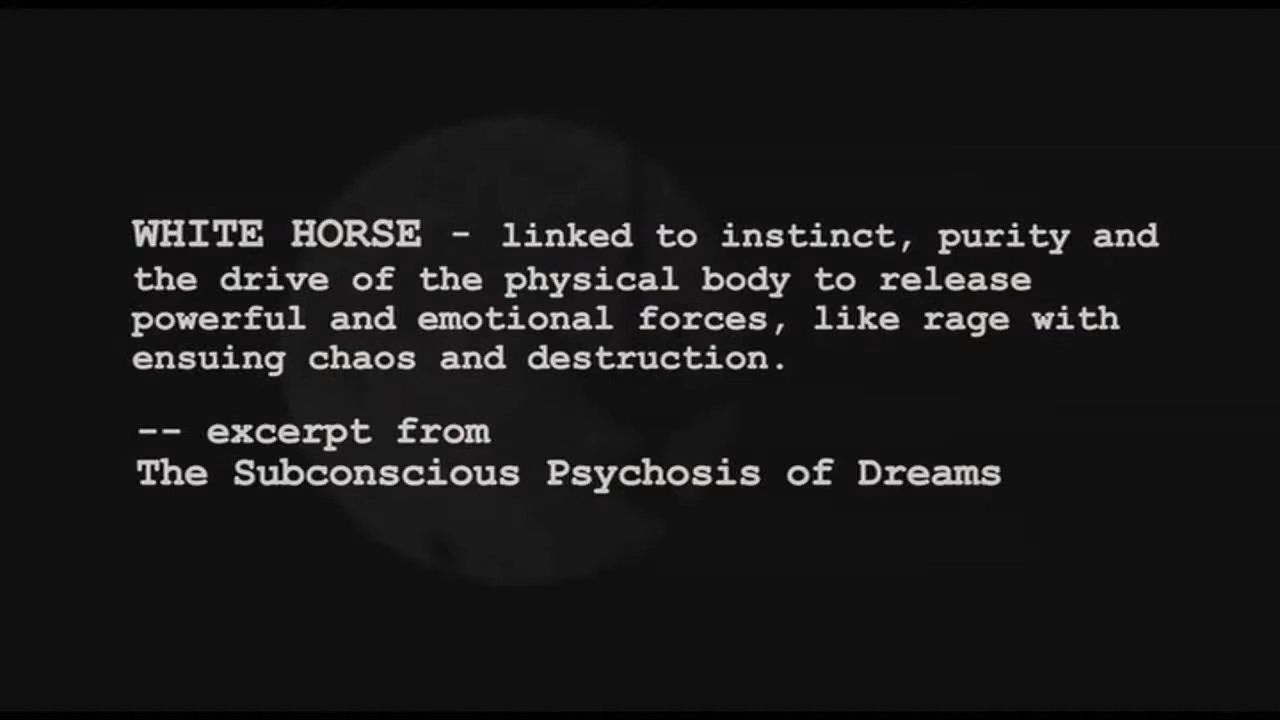 WHITE HORSE - linked to instinct, purity and
the drive of the physical body to release
powerful and emotional forces, like rage with
ensuing chaos and destruction.
-- excerpt from
The Subconscious Psychosis of Dreams